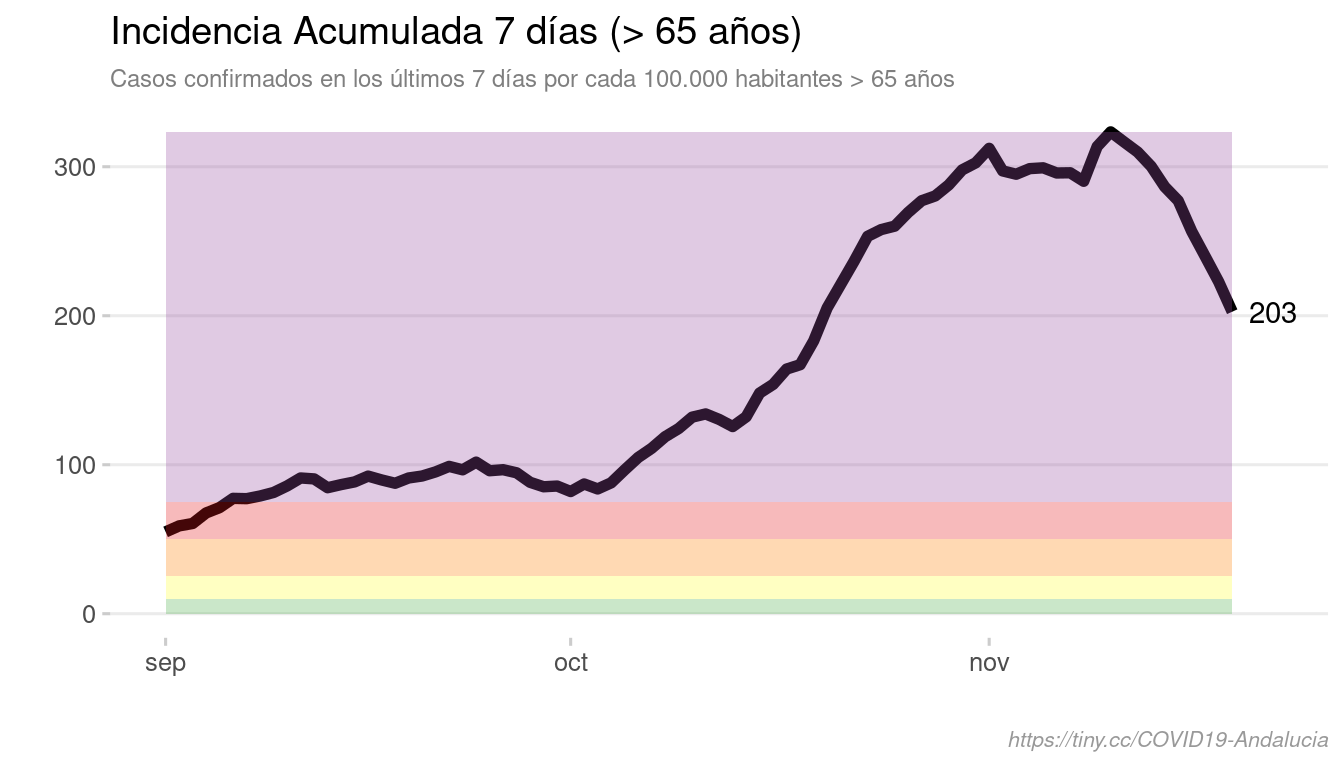 Incidencia Acumulada 7 días (> 65 años)
Casos confirmados en los últimos 7 días por cada 100.000 habitantes > 65 años
300
200
203
100
0
sep oct nov
https://tiny.cc/COVID19-Andalucia